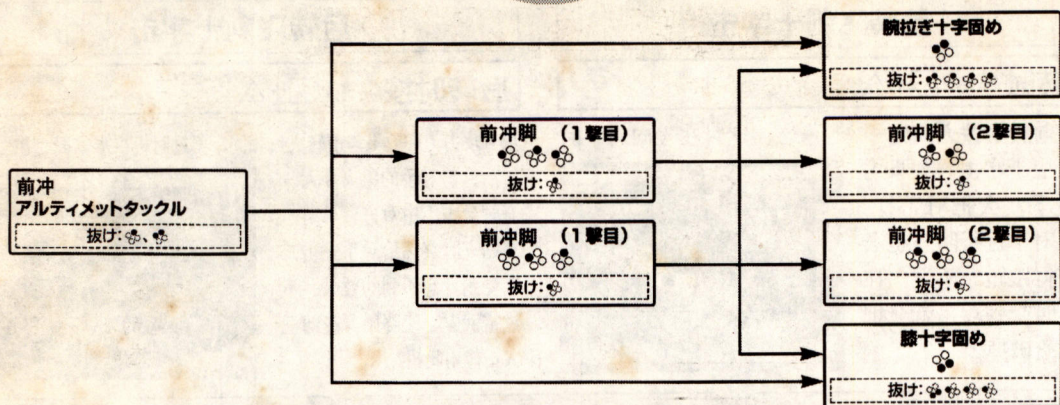 腕拉ぎ十字固め
抜け:
前冲脚 (1撃目)
抜け:
前冲脚 (2撃目)
抜け:
前冲
アルティメットタックル
抜け: 、
前冲脚 (1撃目)
抜け:
前冲脚 (2撃目)
抜け:
膝十字固め
抜け: